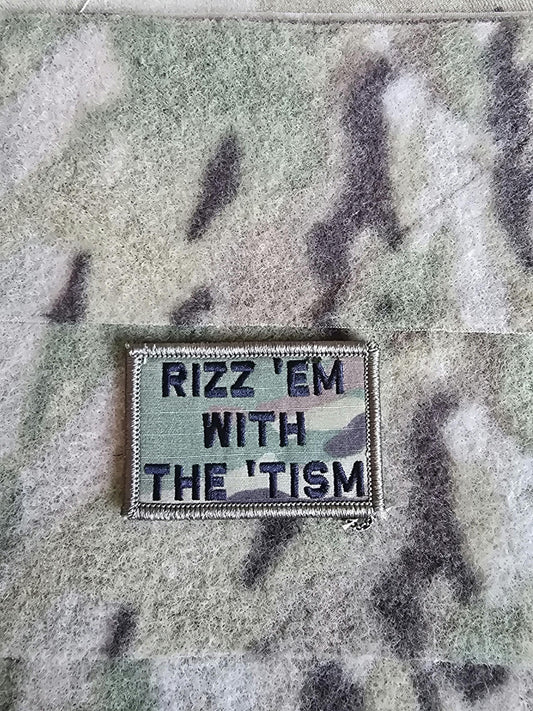 RIZZ 'EM
WITH
THE 'TISM